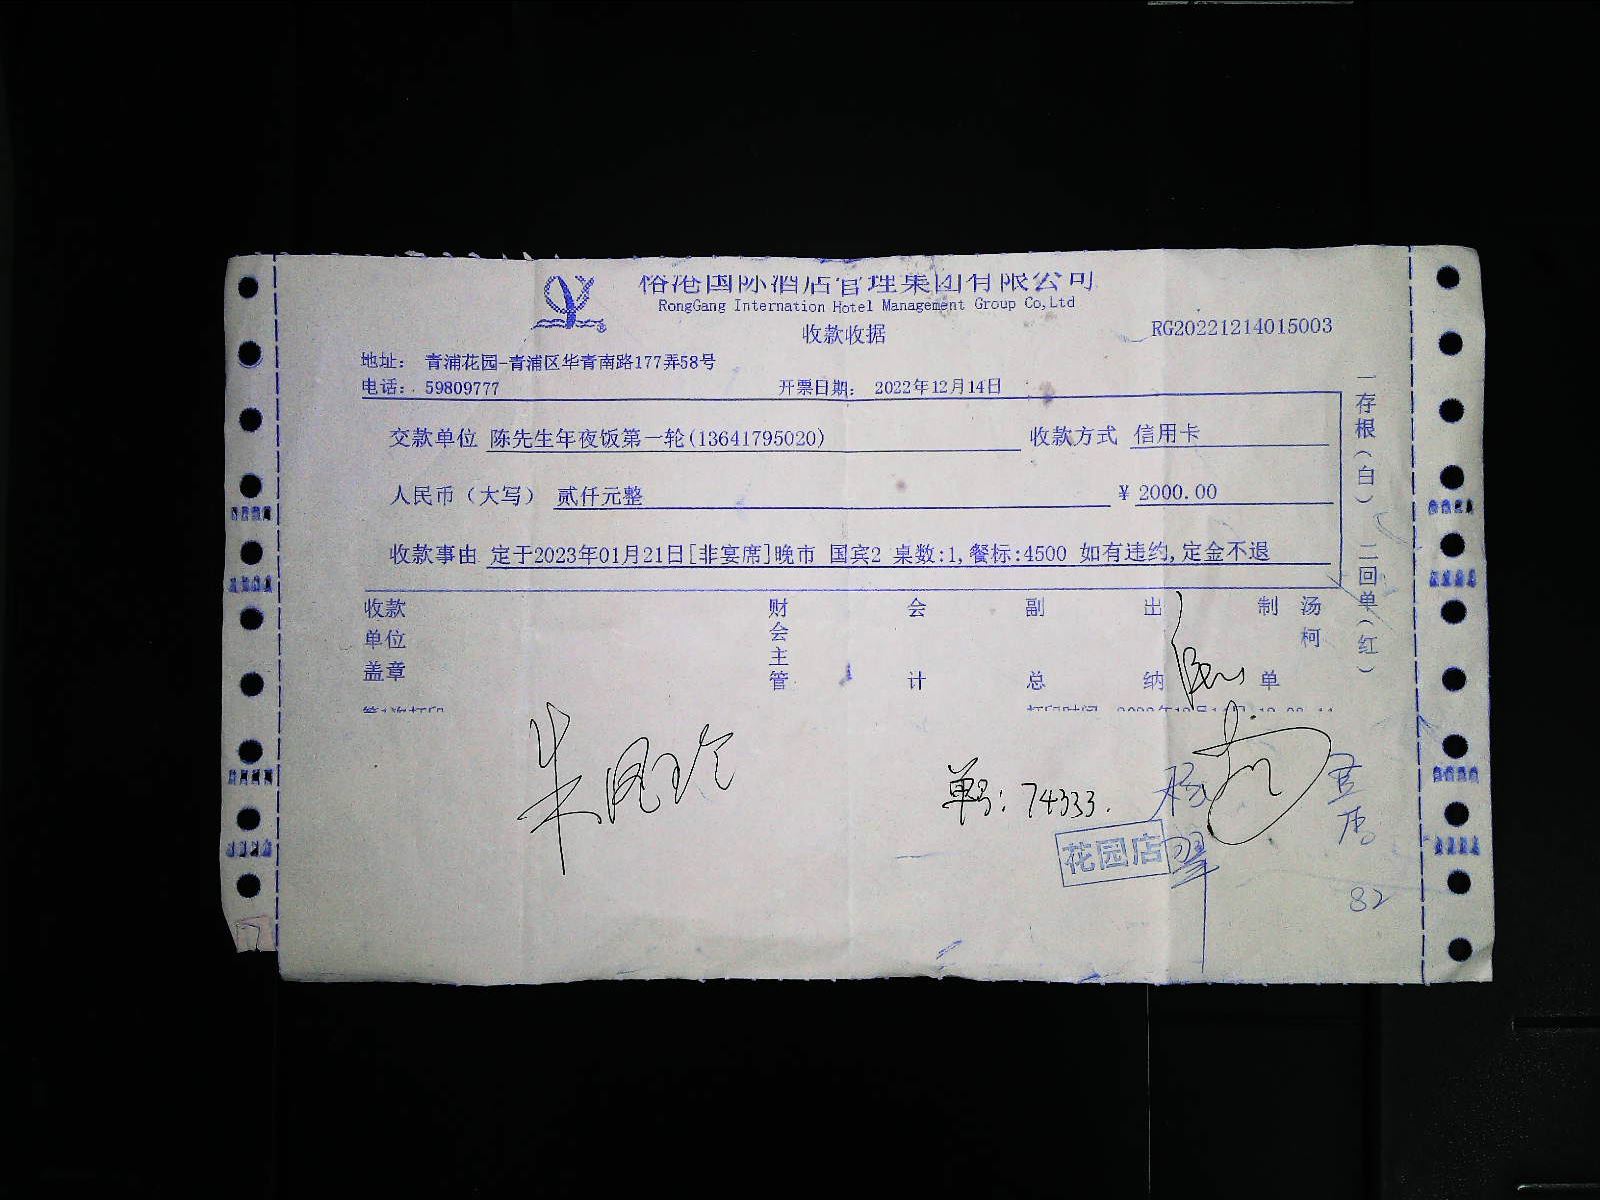 裕港国际酒店管理集团有限公司
RongGang Internation Hotel Management Group Co,Ltd
收款收据
RG20221214015003
地址： 青浦花园-青浦区华青南路177弄58号
电话： 59809777 开票日期： 2022年12月14日
交款单位 陈先生年夜饭第一轮(13641795020) 收款方式 信用卡
人民币（大写） 贰仟元整 ¥ 2000.00
收款事由 定于2023年01月21日[非宴席]晚市 国宾2 桌数:1,餐标:4500 如有违约,定金不退
一存根（白） 二回单（红）
收款单位盖章 财会主管 会计 副总 出纳 制单 汤柯
朱凤珍
单号: 74333.
花园店
82